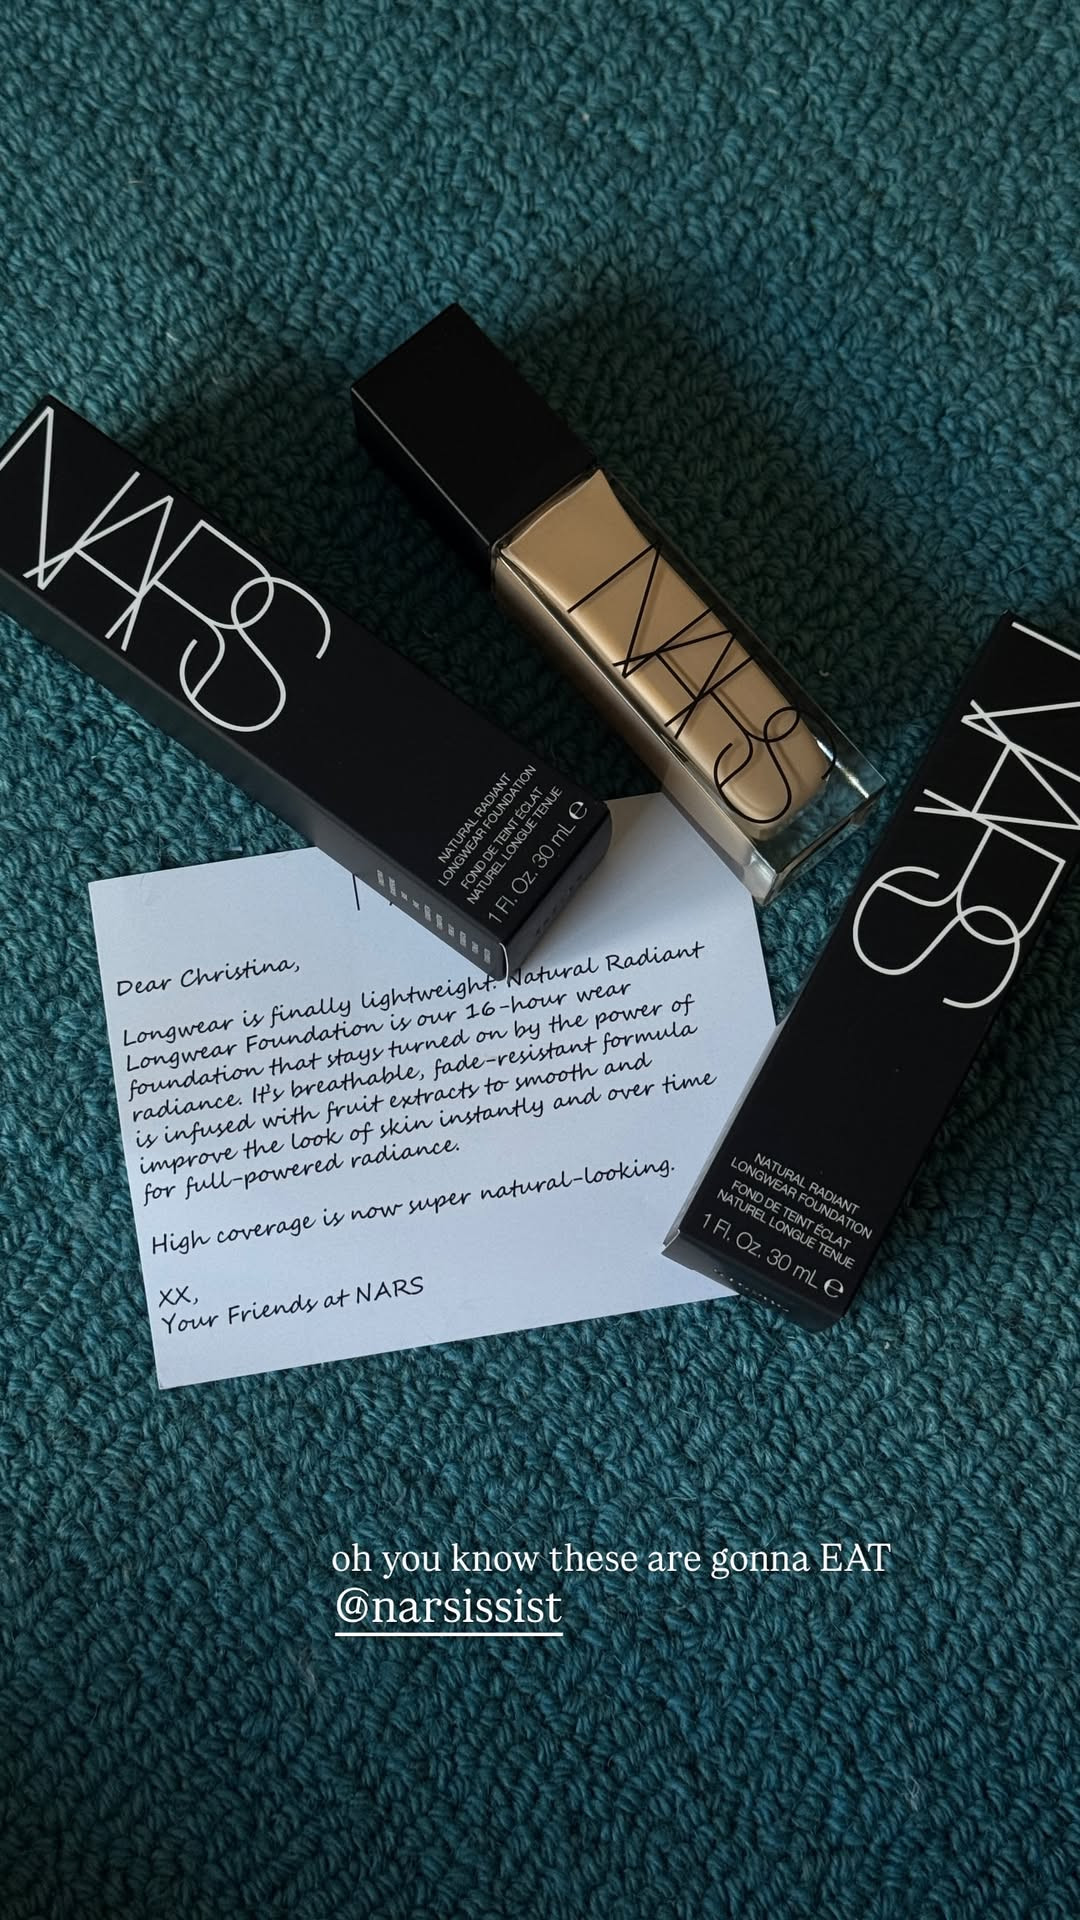 NARS
NATURAL RADIANT
LONGWEAR FOUNDATION
FOND DE TEINT ÉCLAT
NATUREL LONGUE TENUE
1 Fl. Oz. 30 mL ℮
NARS
NARS
NATURAL RADIANT
LONGWEAR FOUNDATION
FOND DE TEINT ÉCLAT
NATUREL LONGUE TENUE
1 Fl. Oz. 30 mL ℮
Dear Christina,
Longwear is finally lightweight. Natural Radiant
Longwear Foundation is our 16-hour wear
foundation that stays turned on by the power of
radiance. It's breathable, fade-resistant formula
is infused with fruit extracts to smooth and
improve the look of skin instantly and over time
for full-powered radiance.
High coverage is now super natural-looking.
XX,
Your Friends at NARS
oh you know these are gonna EAT
@narsissist